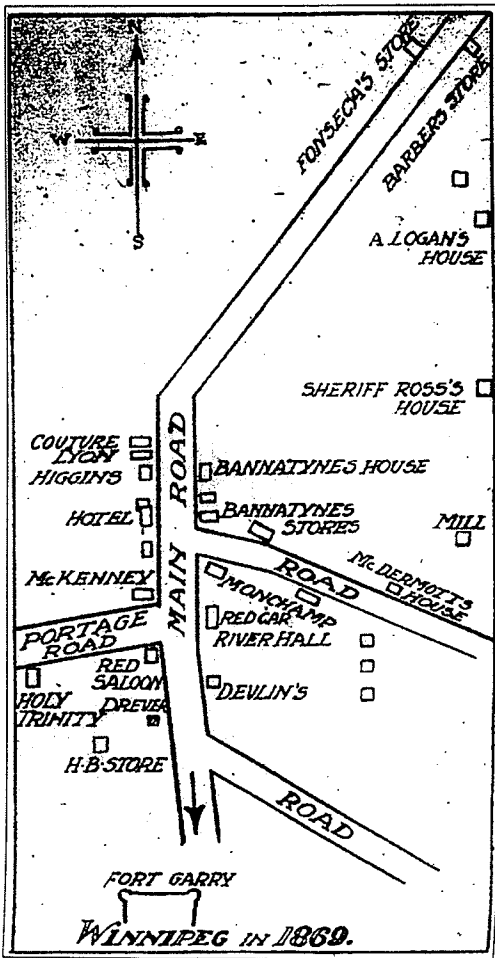 N
W E
S
FONSECA'S STORE
BARBERS STORE
A. LOGAN'S
HOUSE
SHERIFF ROSS'S
HOUSE
COUTURE
LYON
HIGGINS
HOTEL
MCKENNEY
MAIN ROAD
BANNATYNES HOUSE
BANNATYNES
STORES
MILL
MCDERMOTTS
HOUSE
ROAD
MONCHAMP
REDCAR
RIVER HALL
DEVLIN'S
PORTAGE
ROAD
RED
SALOON
HOLY
TRINITY
DREVER
H.B. STORE
ROAD
FORT GARRY
WINNIPEG IN 1869.